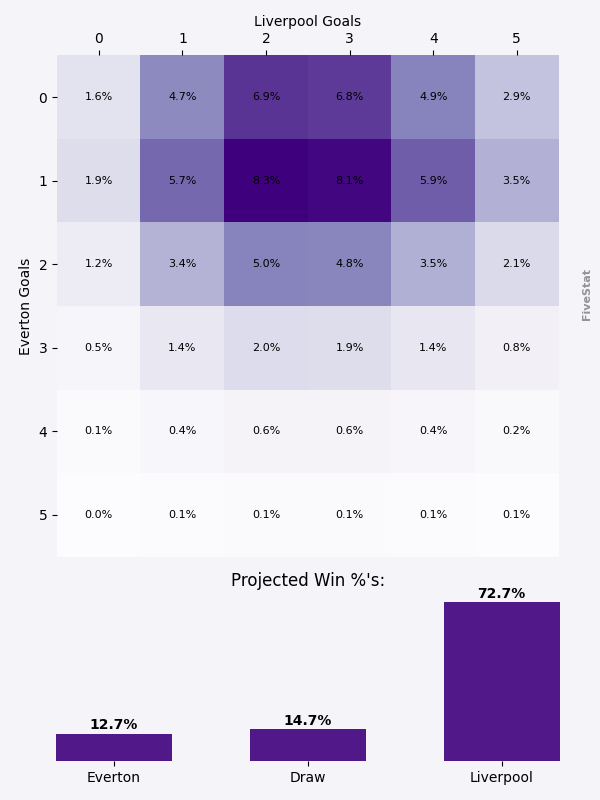 Liverpool Goals
0 1 2 3 4 5
0 1.6% 4.7% 6.9% 6.8% 4.9% 2.9%
1 1.9% 5.7% 8.3% 8.1% 5.9% 3.5%
2 1.2% 3.4% 5.0% 4.8% 3.5% 2.1%
3 0.5% 1.4% 2.0% 1.9% 1.4% 0.8%
4 0.1% 0.4% 0.6% 0.6% 0.4% 0.2%
5 0.0% 0.1% 0.1% 0.1% 0.1% 0.1%
Everton Goals
FiveStat
Projected Win %'s:
12.7% 14.7% 72.7%
Everton Draw Liverpool